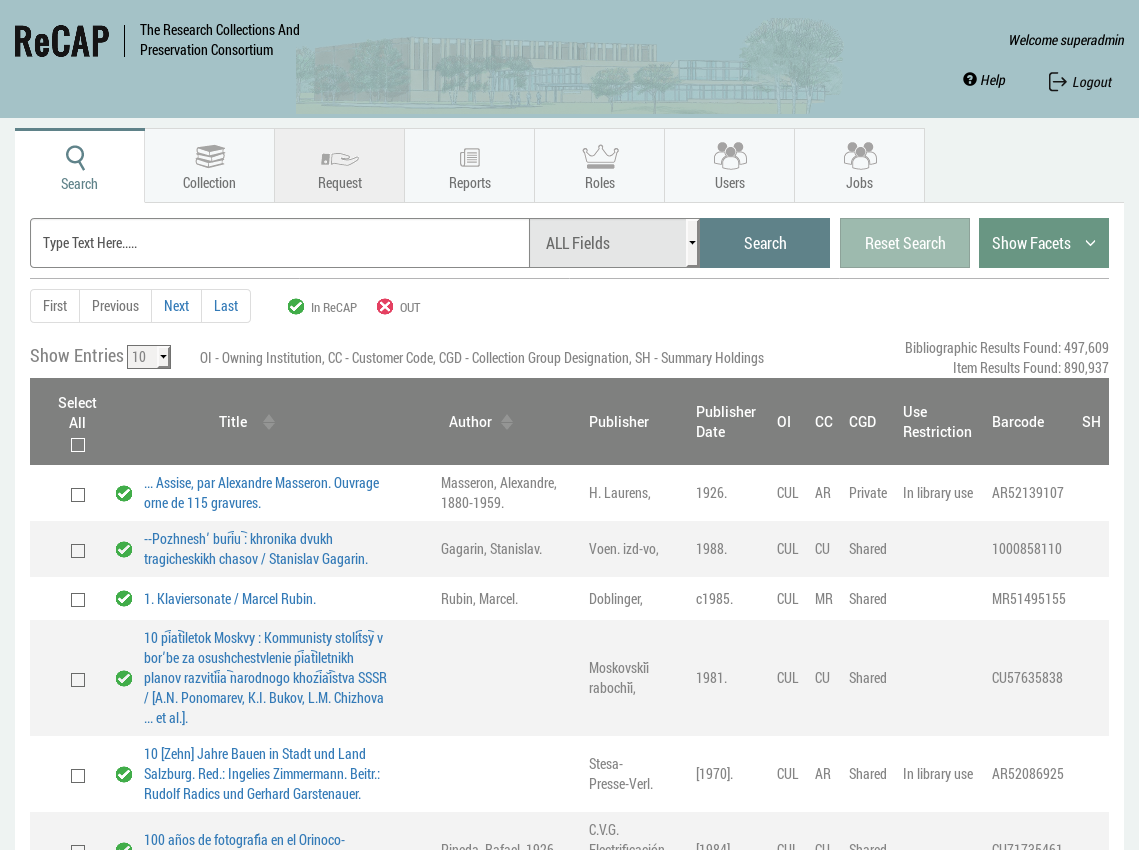 ReCAP
The Research Collections And
Preservation Consortium
Welcome superadmin
Help
Logout
Search
Collection
Request
Reports
Roles
Users
Jobs
Type Text Here.....
ALL Fields
Search
Reset Search
Show Facets
First
Previous
Next
Last
In ReCAP
OUT
Show Entries 10
OI - Owning Institution, CC - Customer Code, CGD - Collection Group Designation, SH - Summary Holdings
Bibliographic Results Found: 497,609
Item Results Found: 890,937
Select
All
Title
Author
Publisher
Publisher
Date
OI
CC
CGD
Use
Restriction
Barcode
SH
... Assise, par Alexandre Masseron. Ouvrage
orne de 115 gravures.
Masseron, Alexandre,
1880-1959.
H. Laurens,
1926.
CUL
AR
Private
In library use
AR52139107
--Pozhneshʹ buri͡u : khronika dvukh
tragicheskikh chasov / Stanislav Gagarin.
Gagarin, Stanislav.
Voen. izd-vo,
1988.
CUL
CU
Shared
1000858110
1. Klaviersonate / Marcel Rubin.
Rubin, Marcel.
Doblinger,
c1985.
CUL
MR
Shared
MR51495155
10 pi͡atiletok Moskvy : Kommunisty stolit͡sy v
borʹbe za osushchestvlenie pi͡atiletnikh
planov razvitii͡a narodnogo khozi͡aĭstva SSSR
/ [A.N. Ponomarev, K.I. Bukov, L.M. Chizhova
... et al.].
Moskovskiĭ
rabochiĭ,
1981.
CUL
CU
Shared
CU57635838
10 [Zehn] Jahre Bauen in Stadt und Land
Salzburg. Red.: Ingelies Zimmermann. Beitr.:
Rudolf Radics und Gerhard Garstenauer.
Stesa-
Presse-Verl.
[1970].
CUL
AR
Shared
In library use
AR52086925
100 años de fotografia en el Orinoco-
Pineda, Rafael, 1926
C.V.G.
Electrificación
[1984]
CUL
CU
Shared
CU71735461